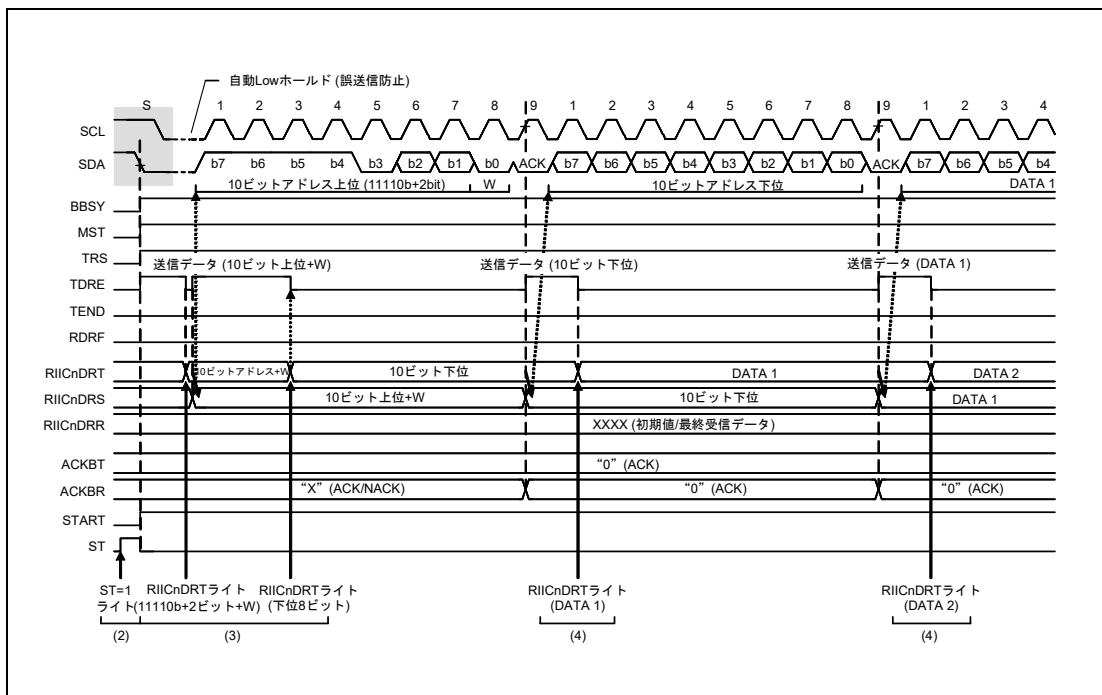 自動Lowホールド (誤送信防止)
S 1 2 3 4 5 6 7 8 9 1 2 3 4 5 6 7 8 9 1 2 3 4
SCL
SDA b7 b6 b5 b4 b3 b2 b1 b0 ACK b7 b6 b5 b4 b3 b2 b1 b0 ACK b7 b6 b5 b4
10ビットアドレス上位 (11110b+2bit) W 10ビットアドレス下位 DATA 1
BBSY
MST
TRS
送信データ (10ビット上位+W) 送信データ (10ビット下位) 送信データ (DATA 1)
TDRE
TEND
RDRF
RIICnDRT 10ビットアドレス+W 10ビット下位 DATA 1 DATA 2
RIICnDRS 10ビット上位+W 10ビット下位 DATA 1
RIICnDRR XXXX (初期値/最終受信データ)
ACKBT “0” (ACK)
ACKBR “X” (ACK/NACK) “0” (ACK) “0” (ACK)
START
ST
ST=1 RIICnDRTライト RIICnDRTライト RIICnDRTライト RIICnDRTライト
ライト (11110b+2ビット+W) (下位8ビット) (DATA 1) (DATA 2)
(2) (3) (4) (4)